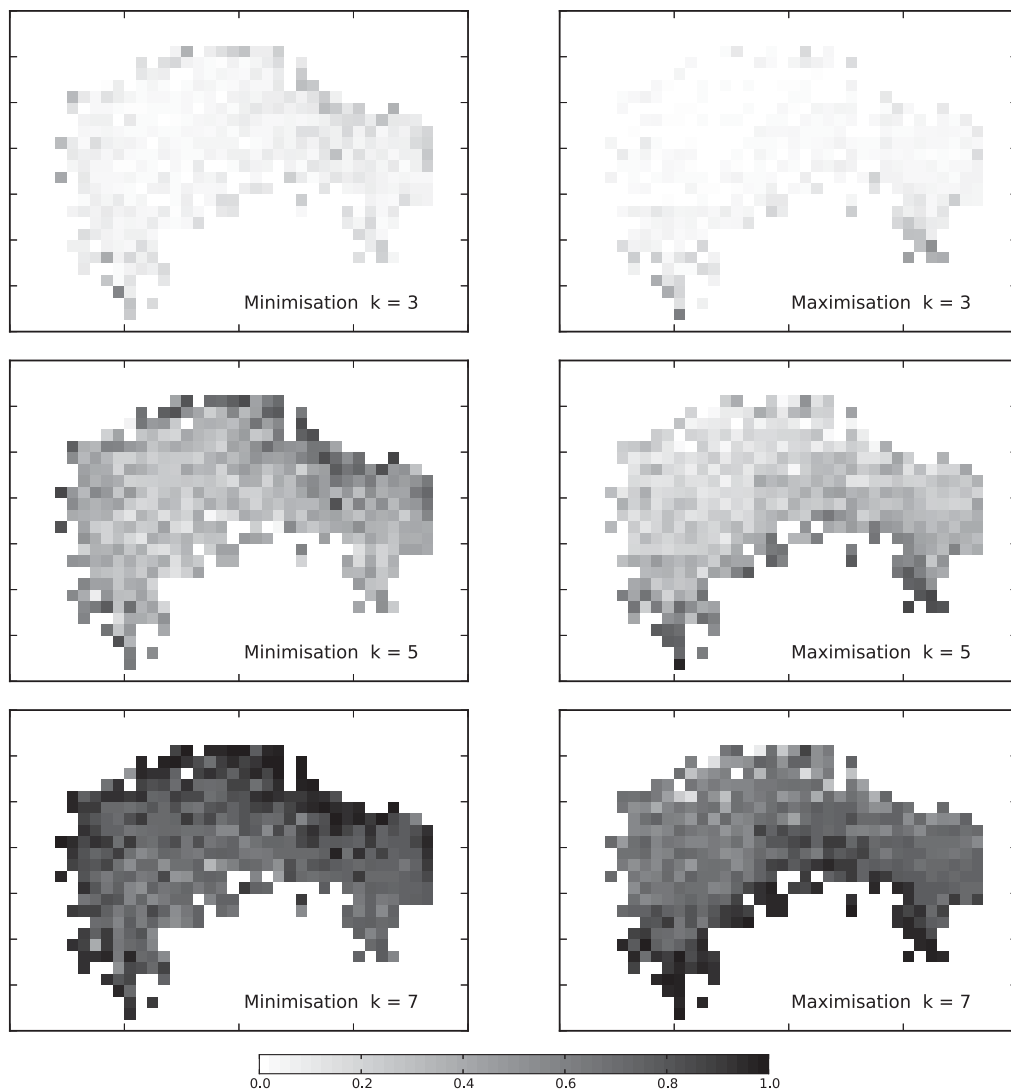 Minimisation k = 3
Maximisation k = 3
Minimisation k = 5
Maximisation k = 5
Minimisation k = 7
Maximisation k = 7
0.0 0.2 0.4 0.6 0.8 1.0